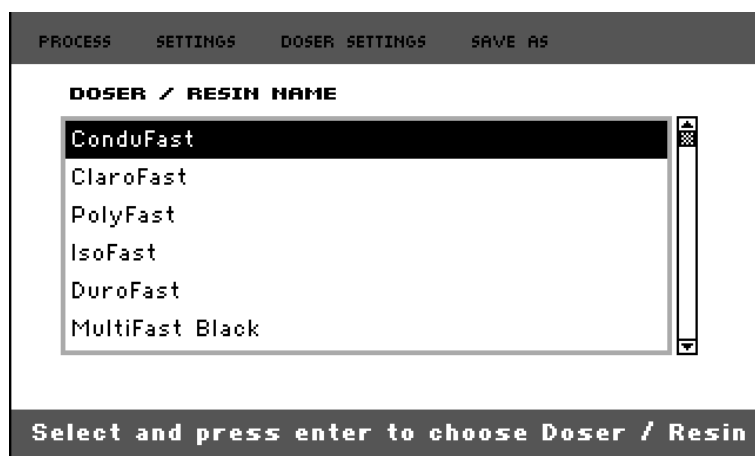 PROCESS SETTINGS DOSER SETTINGS SAVE AS
DOSER / RESIN NAME
ConduFast
ClaroFast
PolyFast
IsoFast
DuroFast
MultiFast Black
Select and press enter to choose Doser / Resin